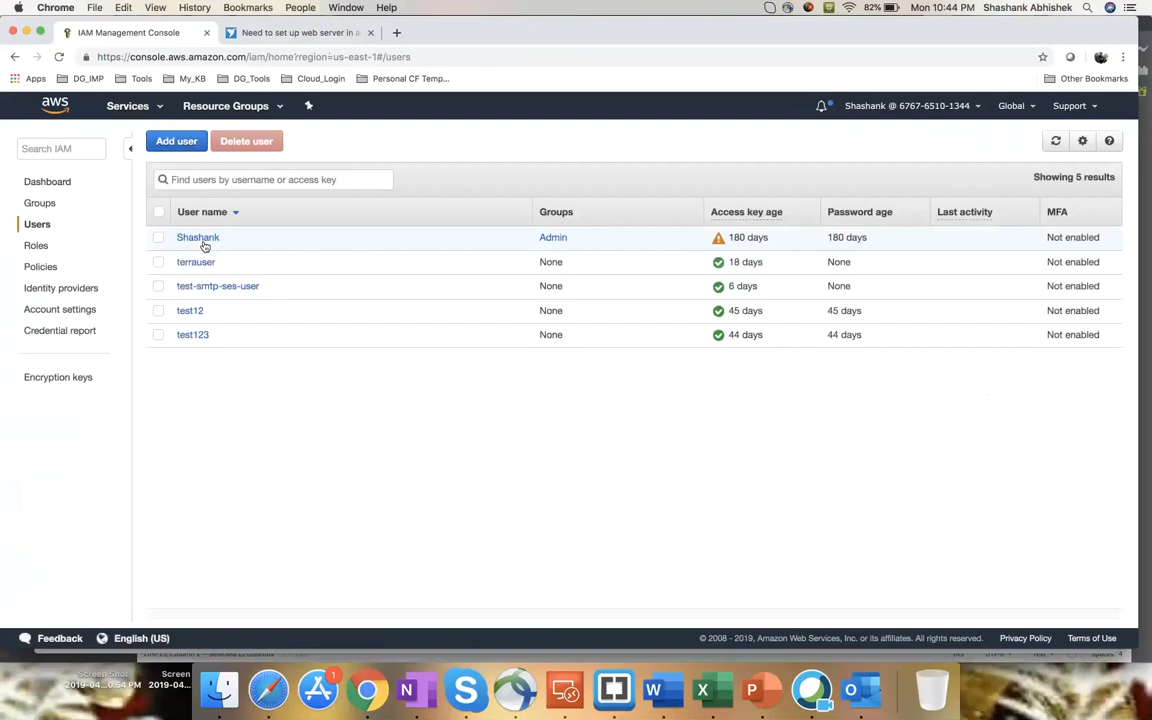 Chrome File Edit View History Bookmarks People Window Help 82% Mon 10:44 PM Shashank Abhishek
IAM Management Console × Need to set up web server in a ×
https://console.aws.amazon.com/iam/home?region=us-east-1#/users
Apps DG_IMP Tools My_KB DG_Tools Cloud_Login Personal CF Temp... Other Bookmarks
aws Services Resource Groups Shashank @ 6767-6510-1344 Global Support
Search IAM
Dashboard
Groups
Users
Roles
Policies
Identity providers
Account settings
Credential report
Encryption keys
Add user Delete user
Find users by username or access key Showing 5 results
User name Groups Access key age Password age Last activity MFA
Shashank Admin 180 days 180 days Not enabled
terrauser None 18 days None Not enabled
test-smtp-ses-user None 6 days None Not enabled
test12 None 45 days 45 days Not enabled
test123 None 44 days 44 days Not enabled
Feedback English (US) © 2008 - 2019, Amazon Web Services, Inc. or its affiliates. All rights reserved. Privacy Policy Terms of Use
Screen Shot Screen
2019-04...0.54 PM 2019-04...
1
N S W X P O